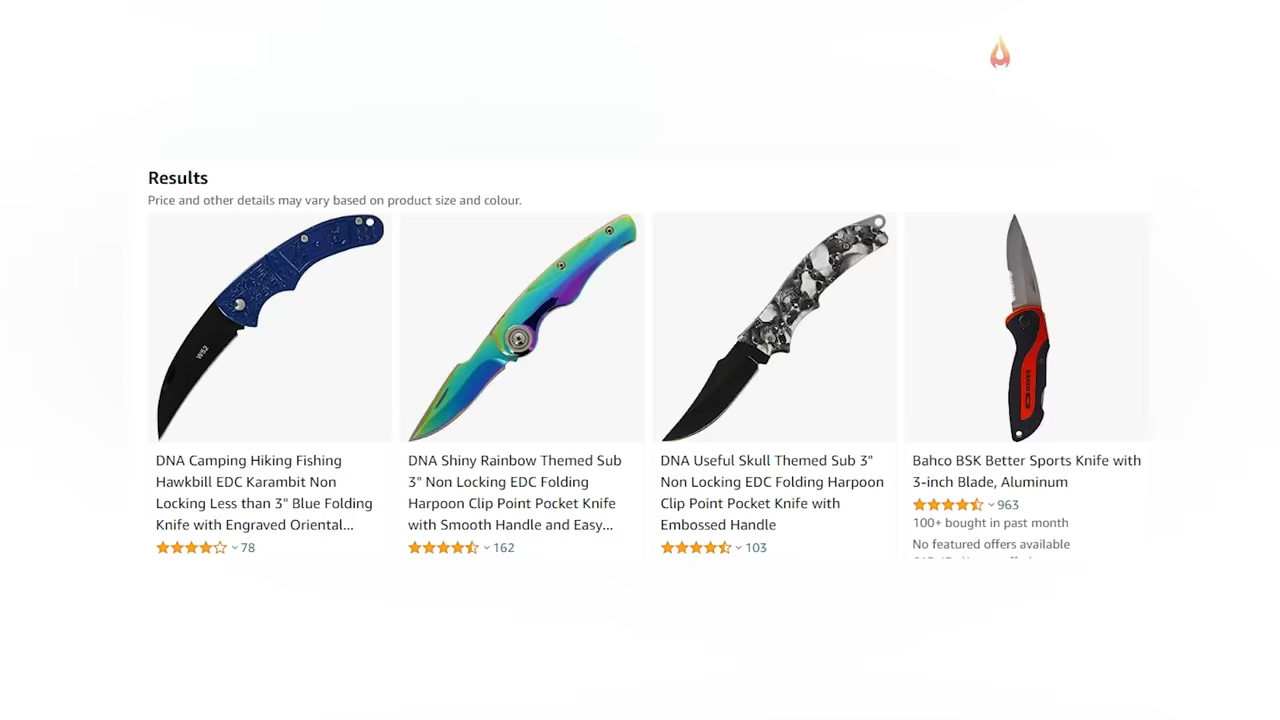 Results
Price and other details may vary based on product size and colour.
W52
BAHCO
DNA Camping Hiking Fishing
Hawkbill EDC Karambit Non
Locking Less than 3" Blue Folding
Knife with Engraved Oriental...
78
DNA Shiny Rainbow Themed Sub
3" Non Locking EDC Folding
Harpoon Clip Point Pocket Knife
with Smooth Handle and Easy...
162
DNA Useful Skull Themed Sub 3"
Non Locking EDC Folding Harpoon
Clip Point Pocket Knife with
Embossed Handle
103
Bahco BSK Better Sports Knife with
3-inch Blade, Aluminum
963
100+ bought in past month
No featured offers available